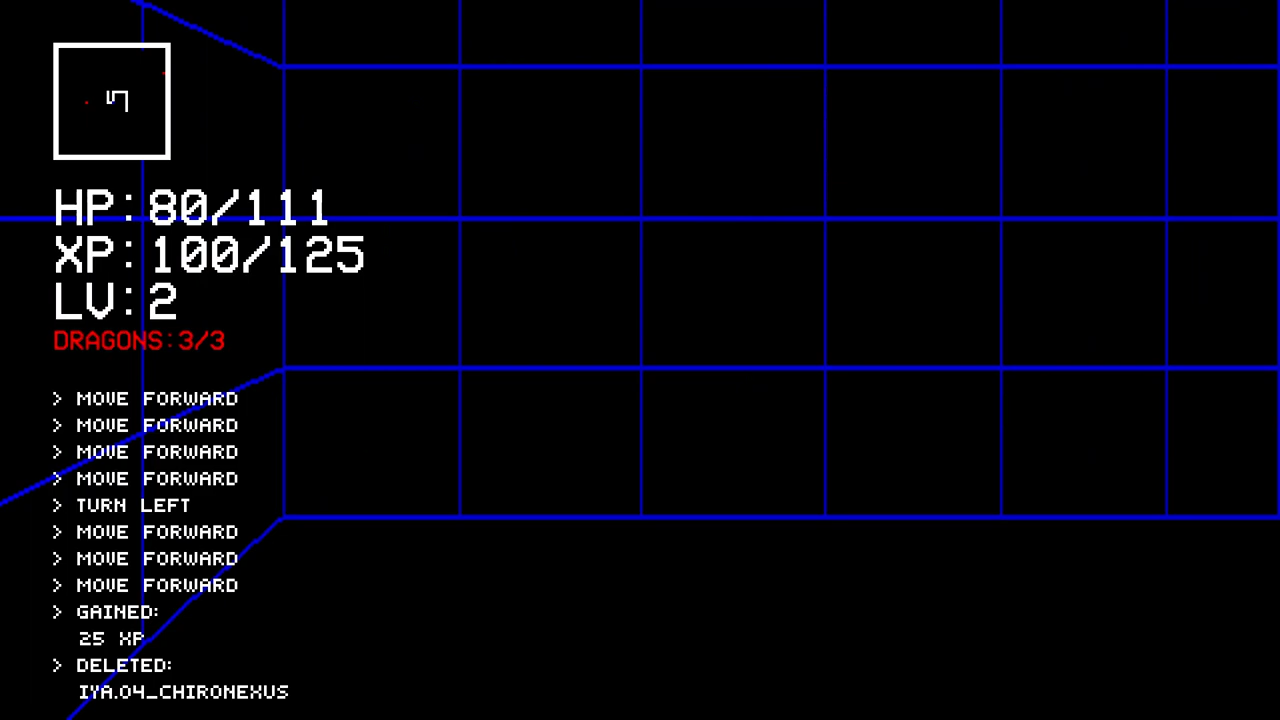 HP:80/111
XP:100/125
LV:2
DRAGONS:3/3
> MOVE FORWARD
> MOVE FORWARD
> MOVE FORWARD
> MOVE FORWARD
> TURN LEFT
> MOVE FORWARD
> MOVE FORWARD
> MOVE FORWARD
> GAINED:
25 XP
> DELETED:
IYA.04_CHIRONEXUS